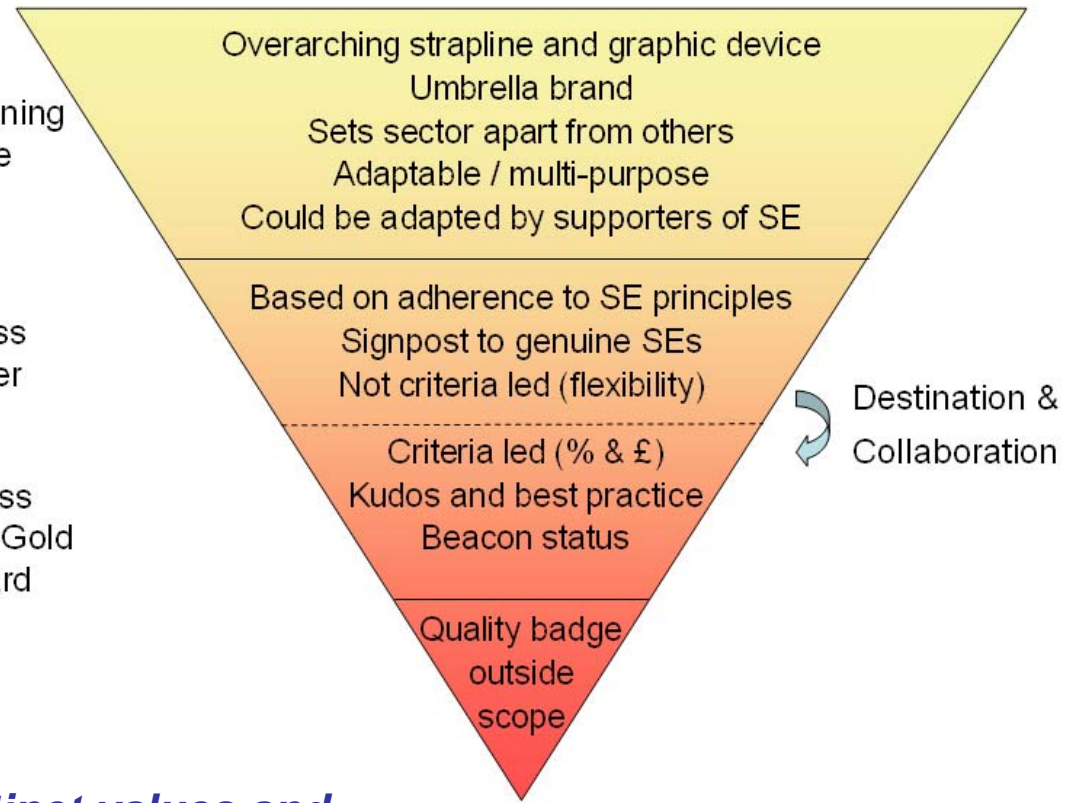 Overarching strapline and graphic device
Umbrella brand
Sets sector apart from others
Adaptable / multi-purpose
Could be adapted by supporters of SE
Based on adherence to SE principles
Signpost to genuine SEs
Not criteria led (flexibility)
Criteria led (% & £)
Kudos and best practice
Beacon status
Gold
Quality badge
outside
scope
Destination &
Collaboration
values and